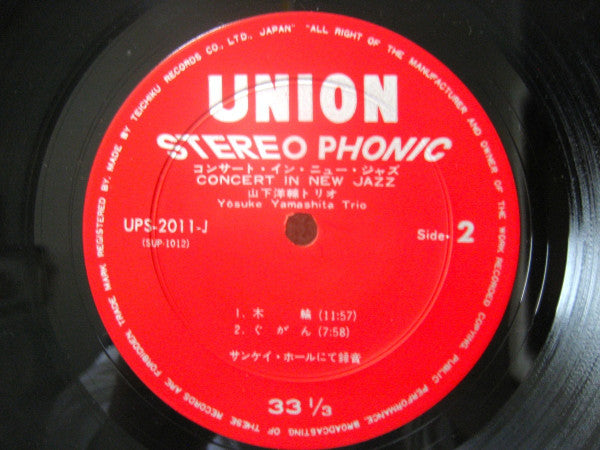 MADE BY TEICHIKU RECORDS CO., LTD., JAPAN" "ALL RIGHT OF THE MANUFACTURER AND OWNER OF THE WORK RECORDED COPYING, PUBLIC PERFORMANCE BROADCASTING OF THESE RECORDS ARE FORBIDDEN, TRADE MARK REGISTERED BY,
UNION
STEREO PHONIC
コンサート・イン・ニュー・ジャズ
CONCERT IN NEW JAZZ
山下洋輔トリオ
Yôsuke Yamashita Trio
UPS-2011-J
(SUP-1012)
Side・2
1. 木 輪 (11:57)
2. ぐがん (7:58)
サンケイ・ホールにて録音
33 1/3